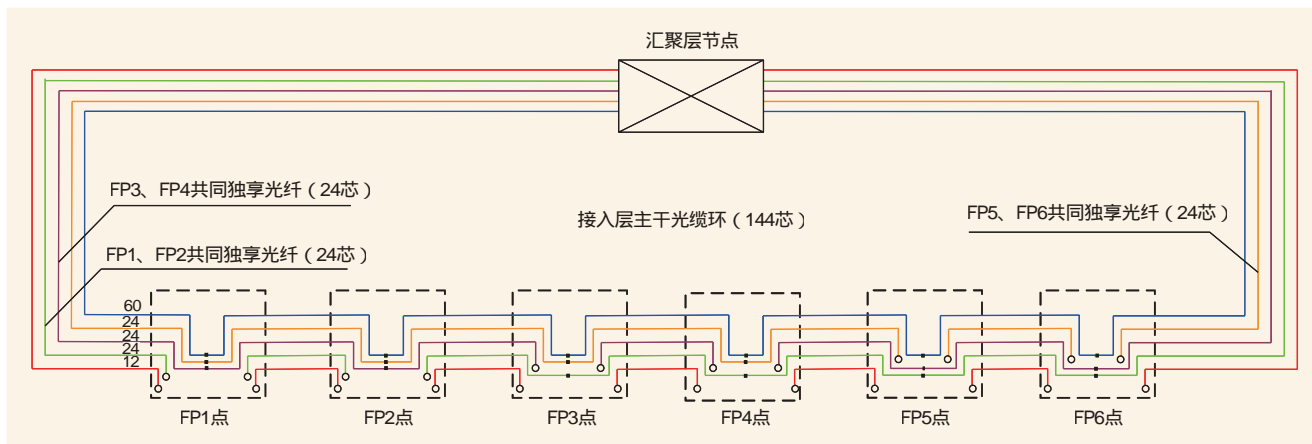 汇聚层节点
FP3、FP4共同独享光纤（24芯）
接入层主干光缆环（144芯）
FP5、FP6共同独享光纤（24芯）
FP1、FP2共同独享光纤（24芯）
60
24
24
24
12
FP1点 FP2点 FP3点 FP4点 FP5点 FP6点